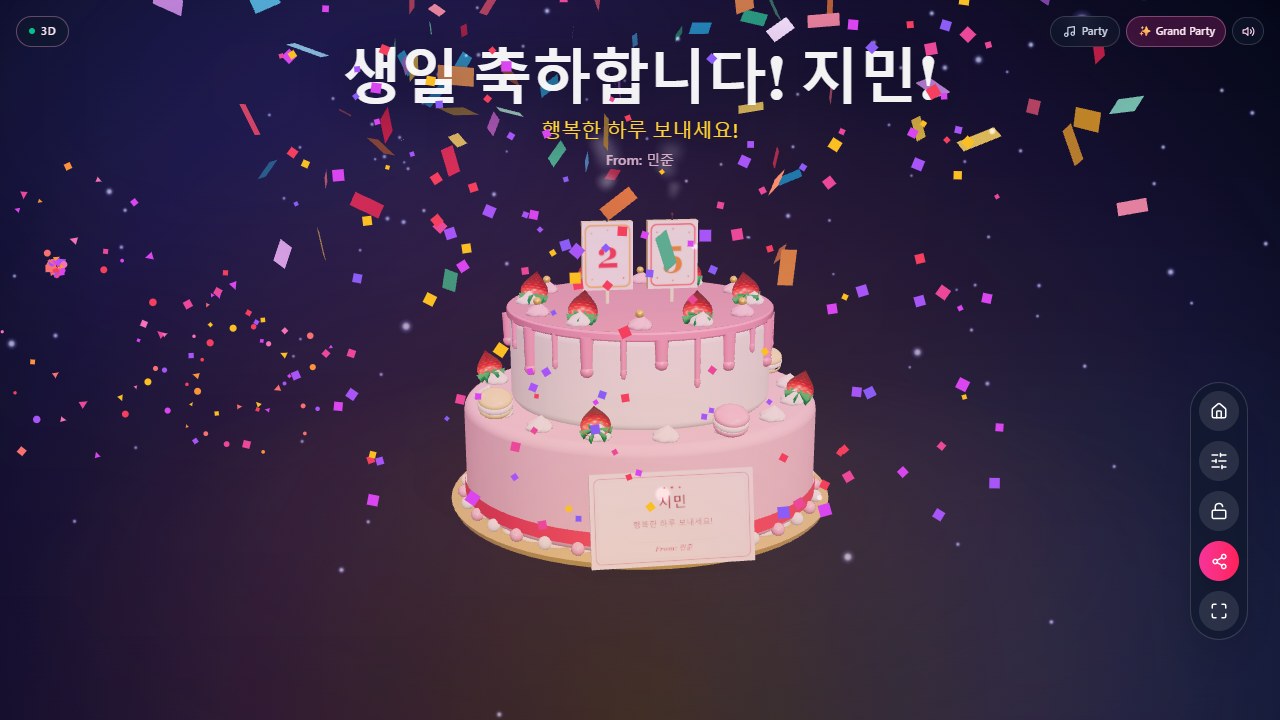 3D
Party
Grand Party
생일 축하합니다! 지민!
행복한 하루 보내세요!
From: 민준
2 5
지민
행복한 하루 보내세요!
From: 민준